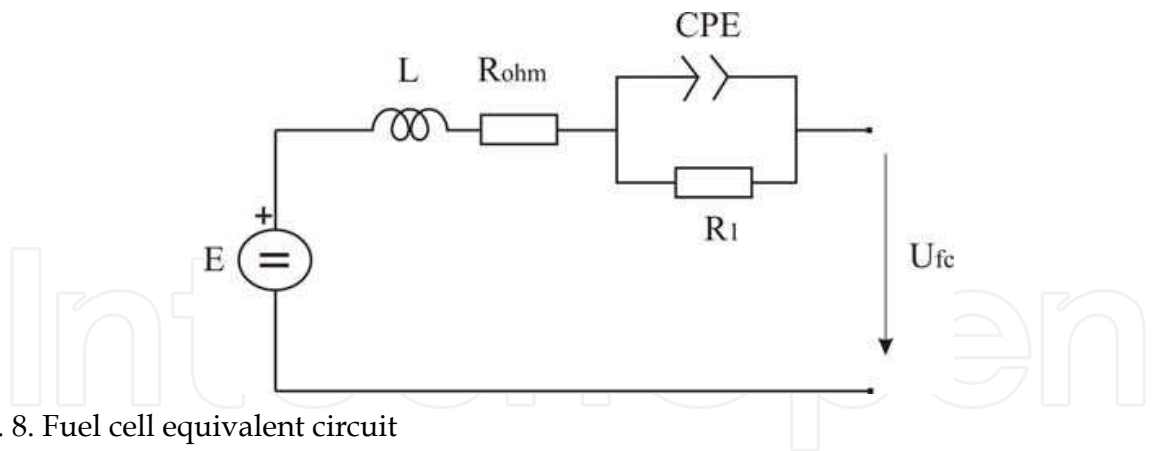 CPE
L
Rohm
R1
+
E
=
Ufc
. 8. Fuel cell equivalent circuit